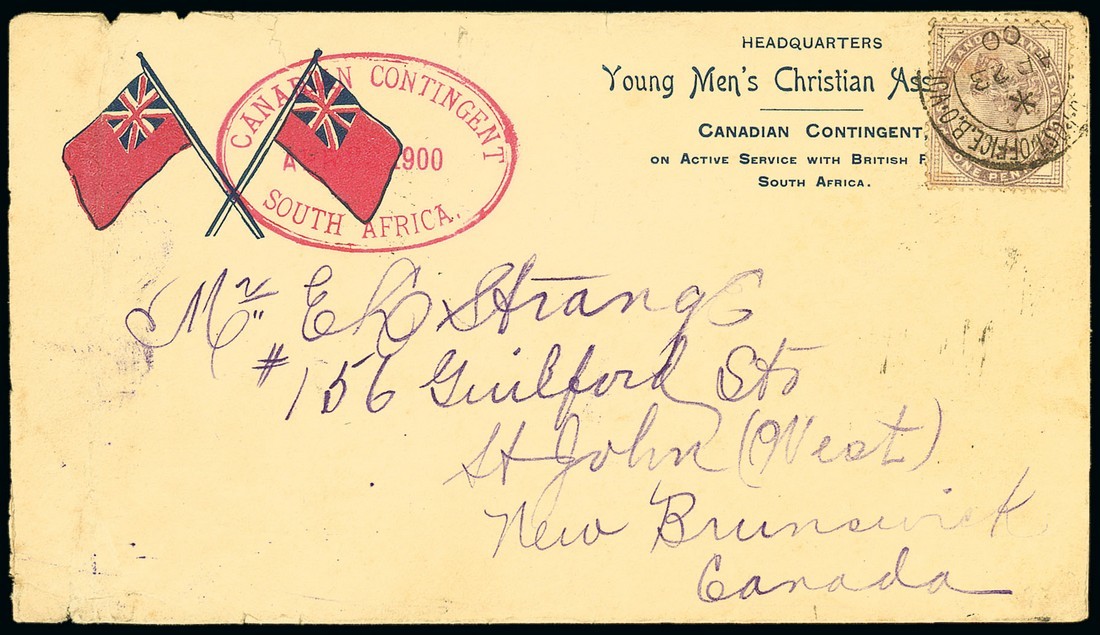 CANADIAN CONTINGENT
1900
SOUTH AFRICA.
HEADQUARTERS
Young Men's Christian Ass
CANADIAN CONTINGENT,
ON ACTIVE SERVICE WITH BRITISH F
SOUTH AFRICA.
OFFICE.B.O
ONE PENNY
Mr E Strang
#156 Guilford St
St John (West)
New Brunswick
Canada